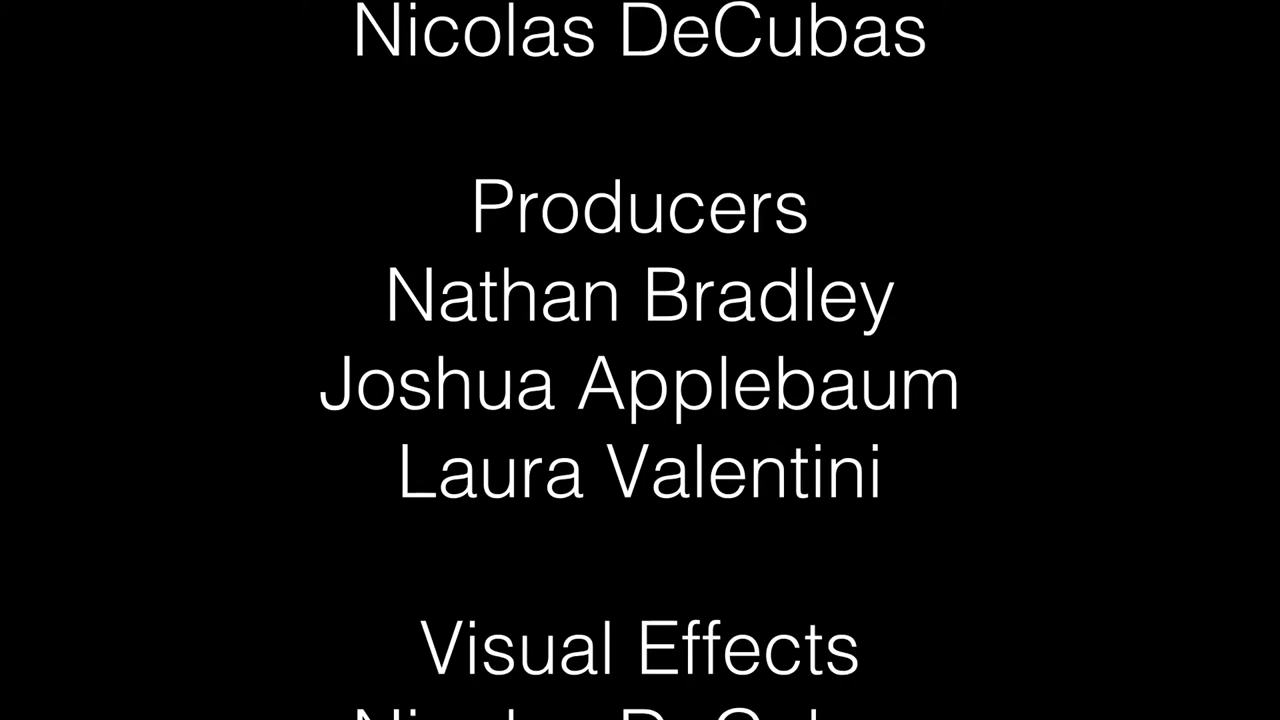 Nicolas DeCubas
Producers
Nathan Bradley
Joshua Applebaum
Laura Valentini
Visual Effects